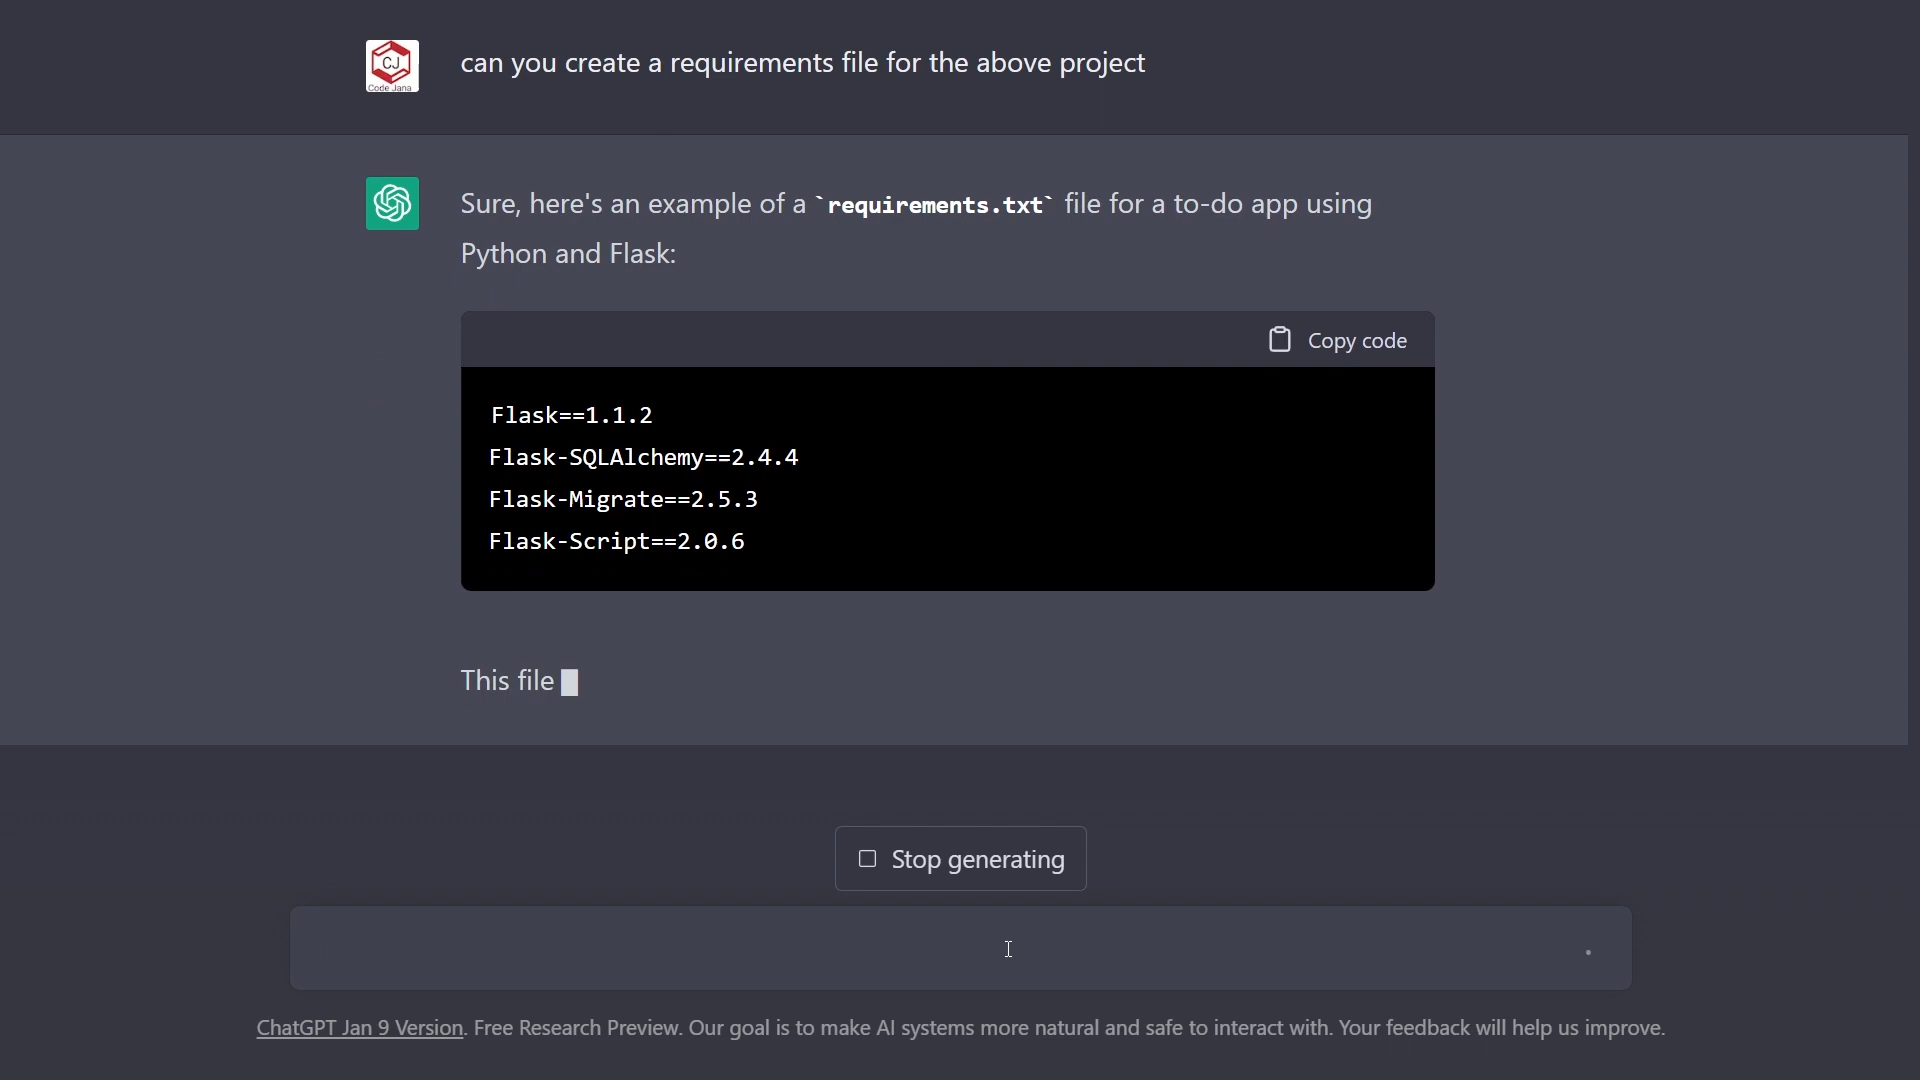 CJ
Code Jana
can you create a requirements file for the above project
Sure, here's an example of a `requirements.txt` file for a to-do app using
Python and Flask:
Copy code
Flask==1.1.2
Flask-SQLAlchemy==2.4.4
Flask-Migrate==2.5.3
Flask-Script==2.0.6
This file
Stop generating
ChatGPT Jan 9 Version. Free Research Preview. Our goal is to make AI systems more natural and safe to interact with. Your feedback will help us improve.